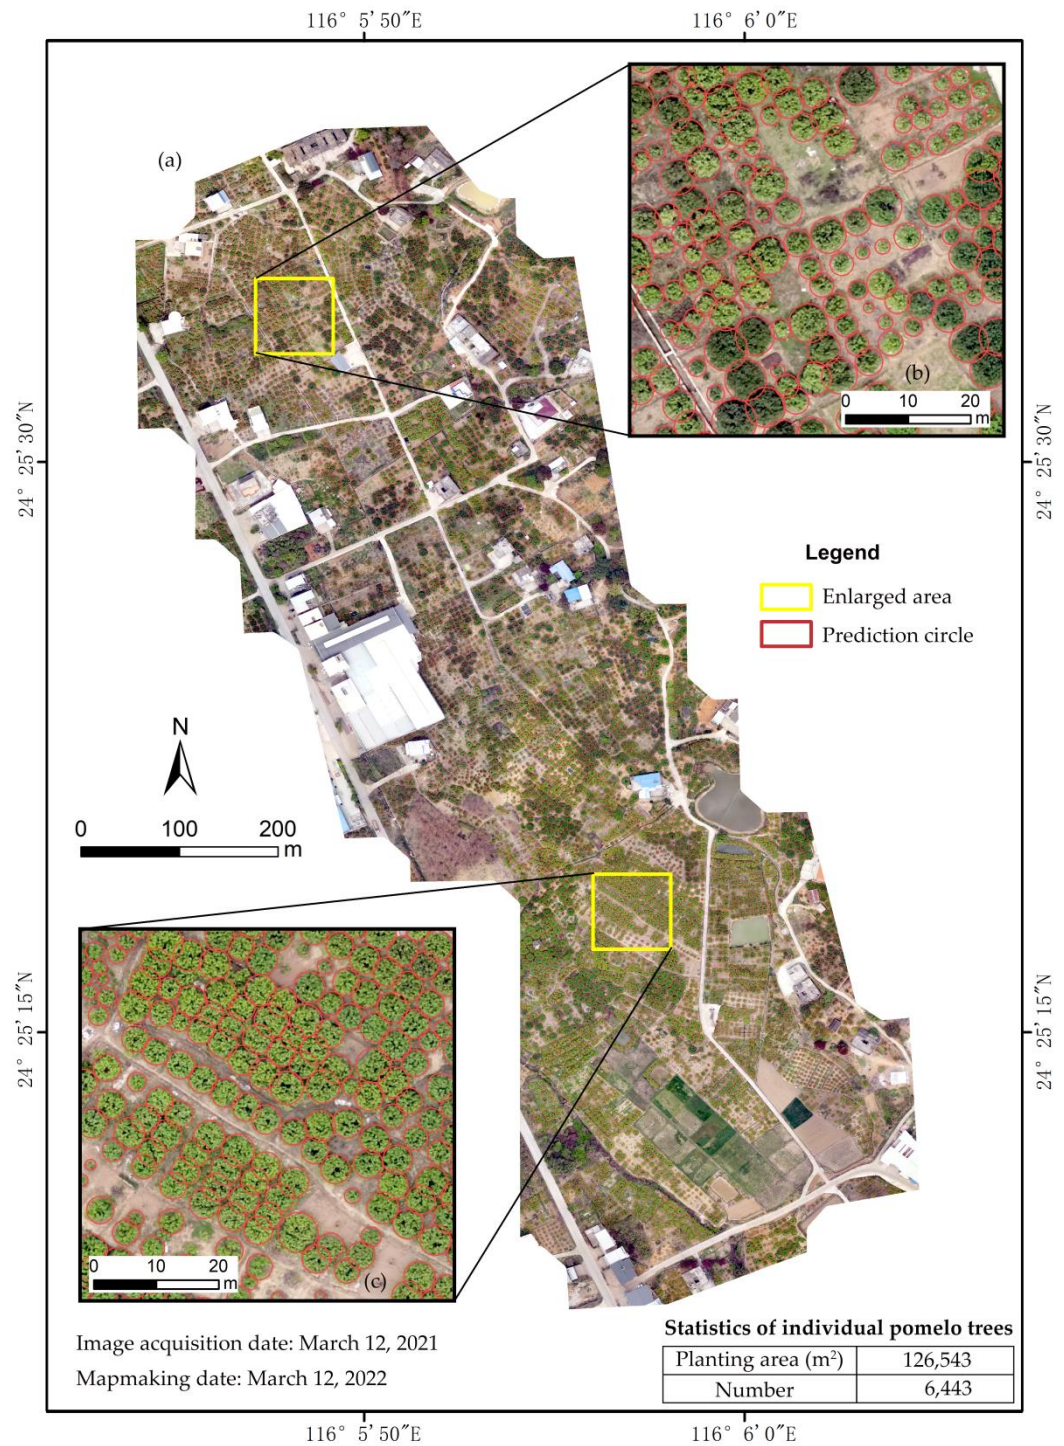 116° 5′50″E
116° 6′0″E
(a)
(b)
0 10 20
m
24° 25′30″N
24° 25′30″N
Legend
Enlarged area
Prediction circle
N
0 100 200
m
24° 25′15″N
24° 25′15″N
(c)
0 10 20
m
Image acquisition date: March 12, 2021
Mapmaking date: March 12, 2022
Statistics of individual pomelo trees
Planting area (m²) 126,543
Number 6,443
116° 5′50″E
116° 6′0″E